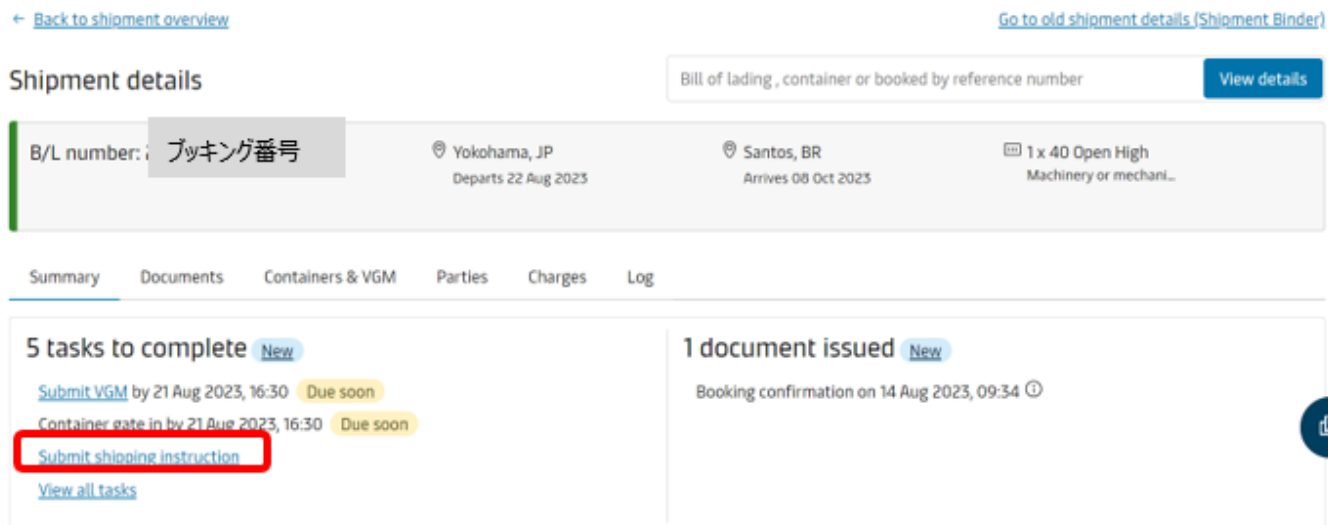 ← Back to shipment overview
Go to old shipment details (Shipment Binder)
Shipment details
Bill of lading , container or booked by reference number
View details
B/L number:
ブッキング番号
Yokohama, JP
Departs 22 Aug 2023
Santos, BR
Arrives 08 Oct 2023
1 x 40 Open High
Machinery or mechani...
Summary Documents Containers & VGM Parties Charges Log
5 tasks to complete New
Submit VGM by 21 Aug 2023, 16:30 Due soon
Container gate in by 21 Aug 2023, 16:30 Due soon
Submit shipping instruction
View all tasks
1 document issued New
Booking confirmation on 14 Aug 2023, 09:34